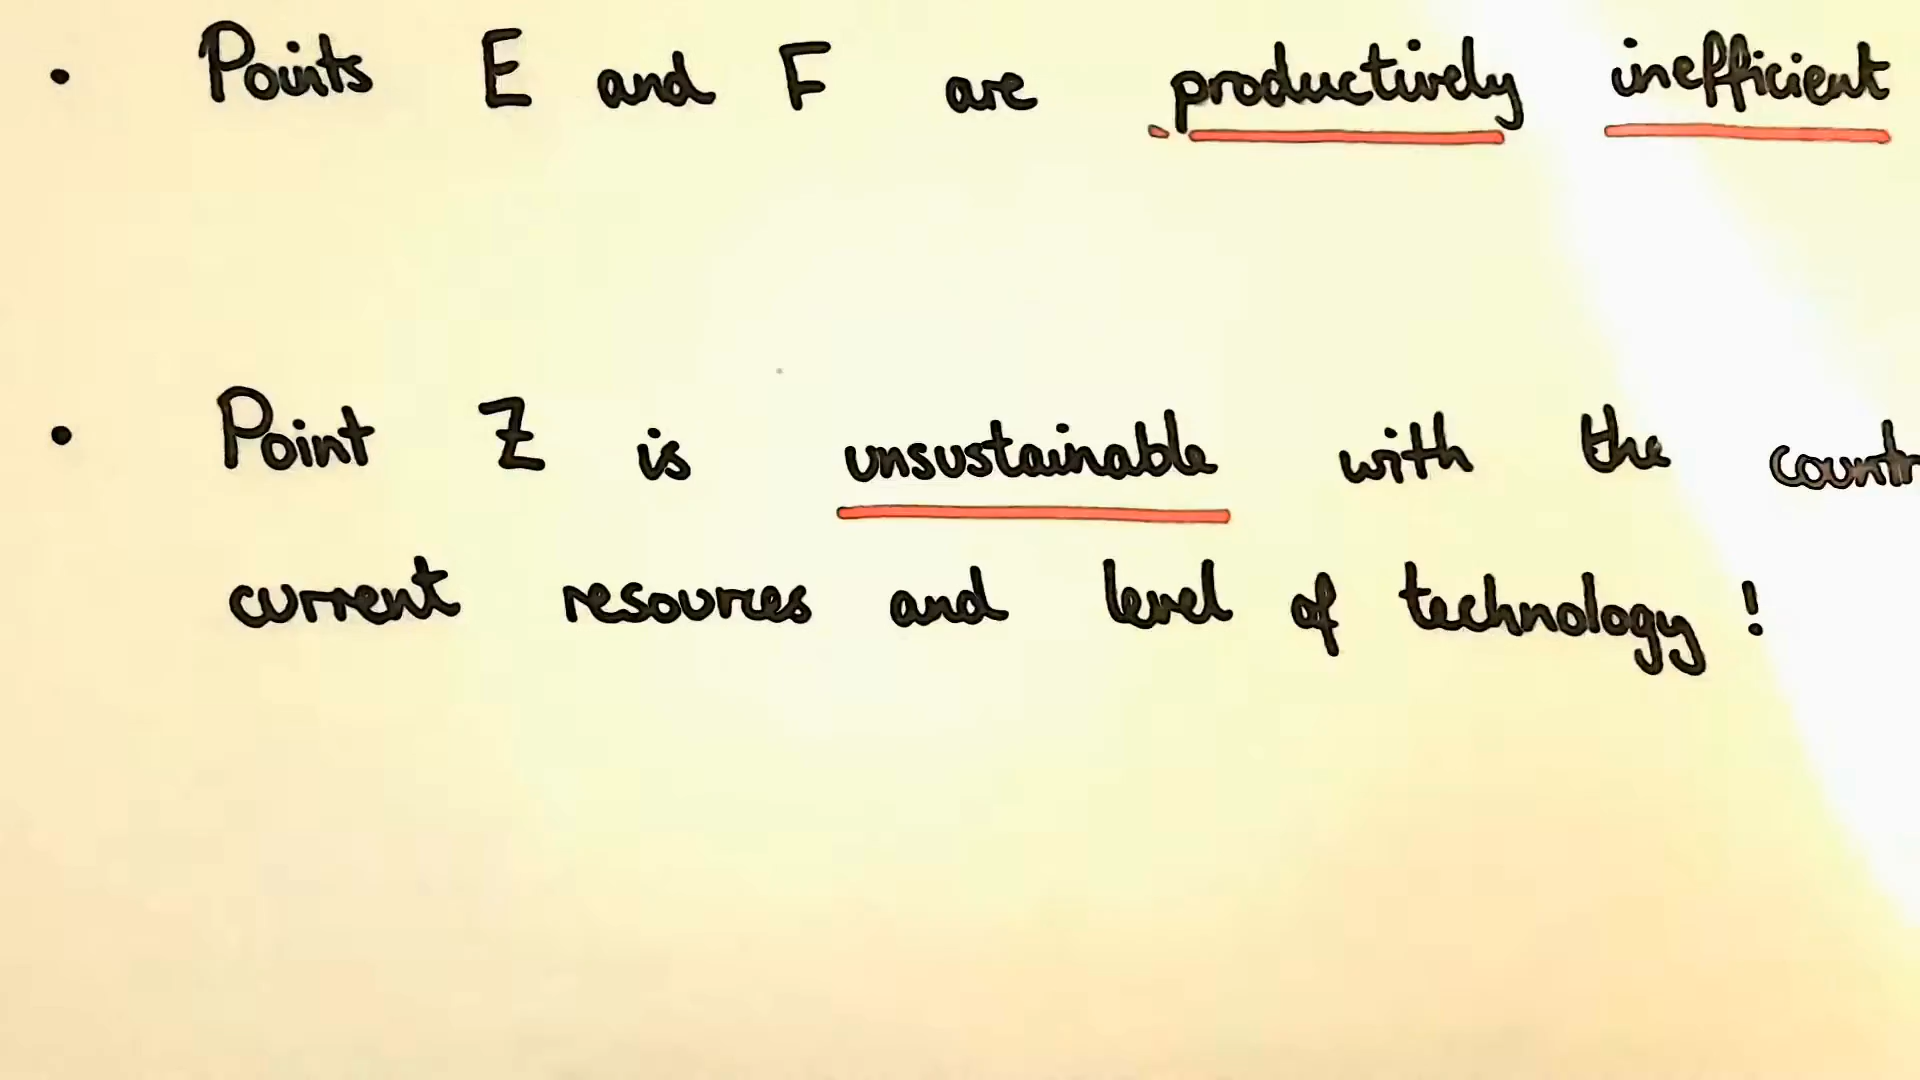 • Points E and F are productively inefficient
• Point Z is unsustainable with the
current resources and level of technology !